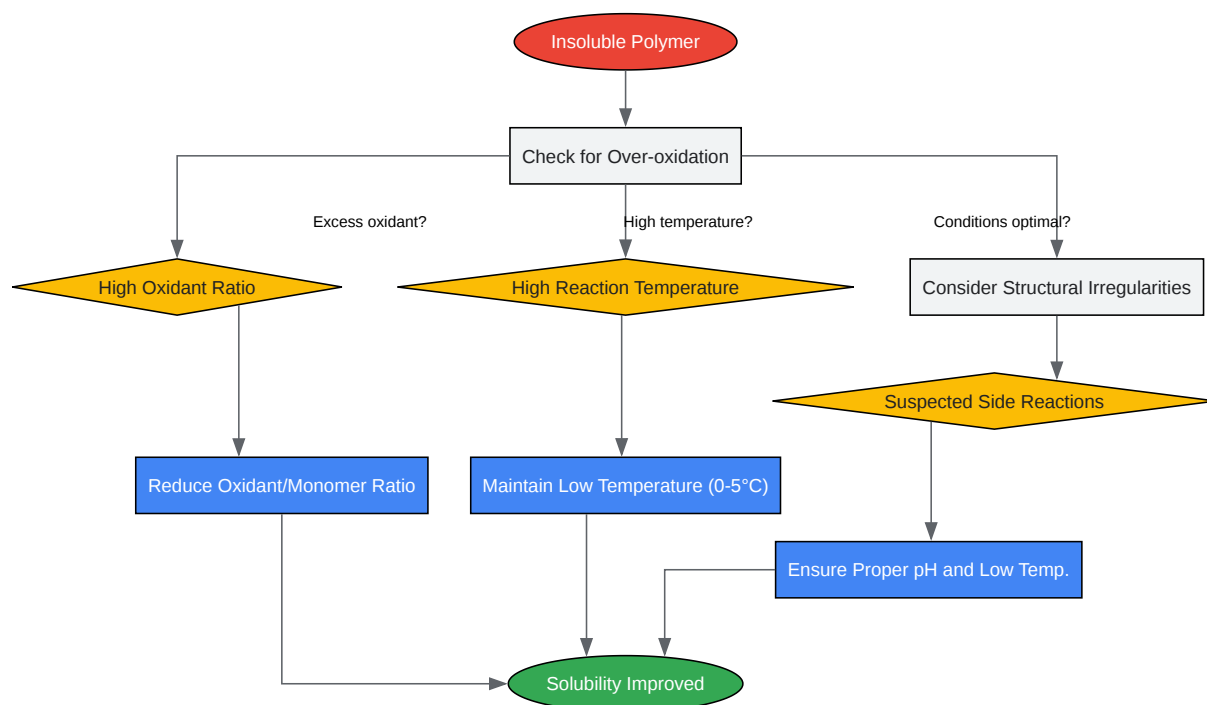 Insoluble Polymer
Check for Over-oxidation
Excess oxidant?
High temperature?
Conditions optimal?
High Oxidant Ratio
High Reaction Temperature
Consider Structural Irregularities
Suspected Side Reactions
Reduce Oxidant/Monomer Ratio
Maintain Low Temperature (0-5°C)
Ensure Proper pH and Low Temp.
Solubility Improved